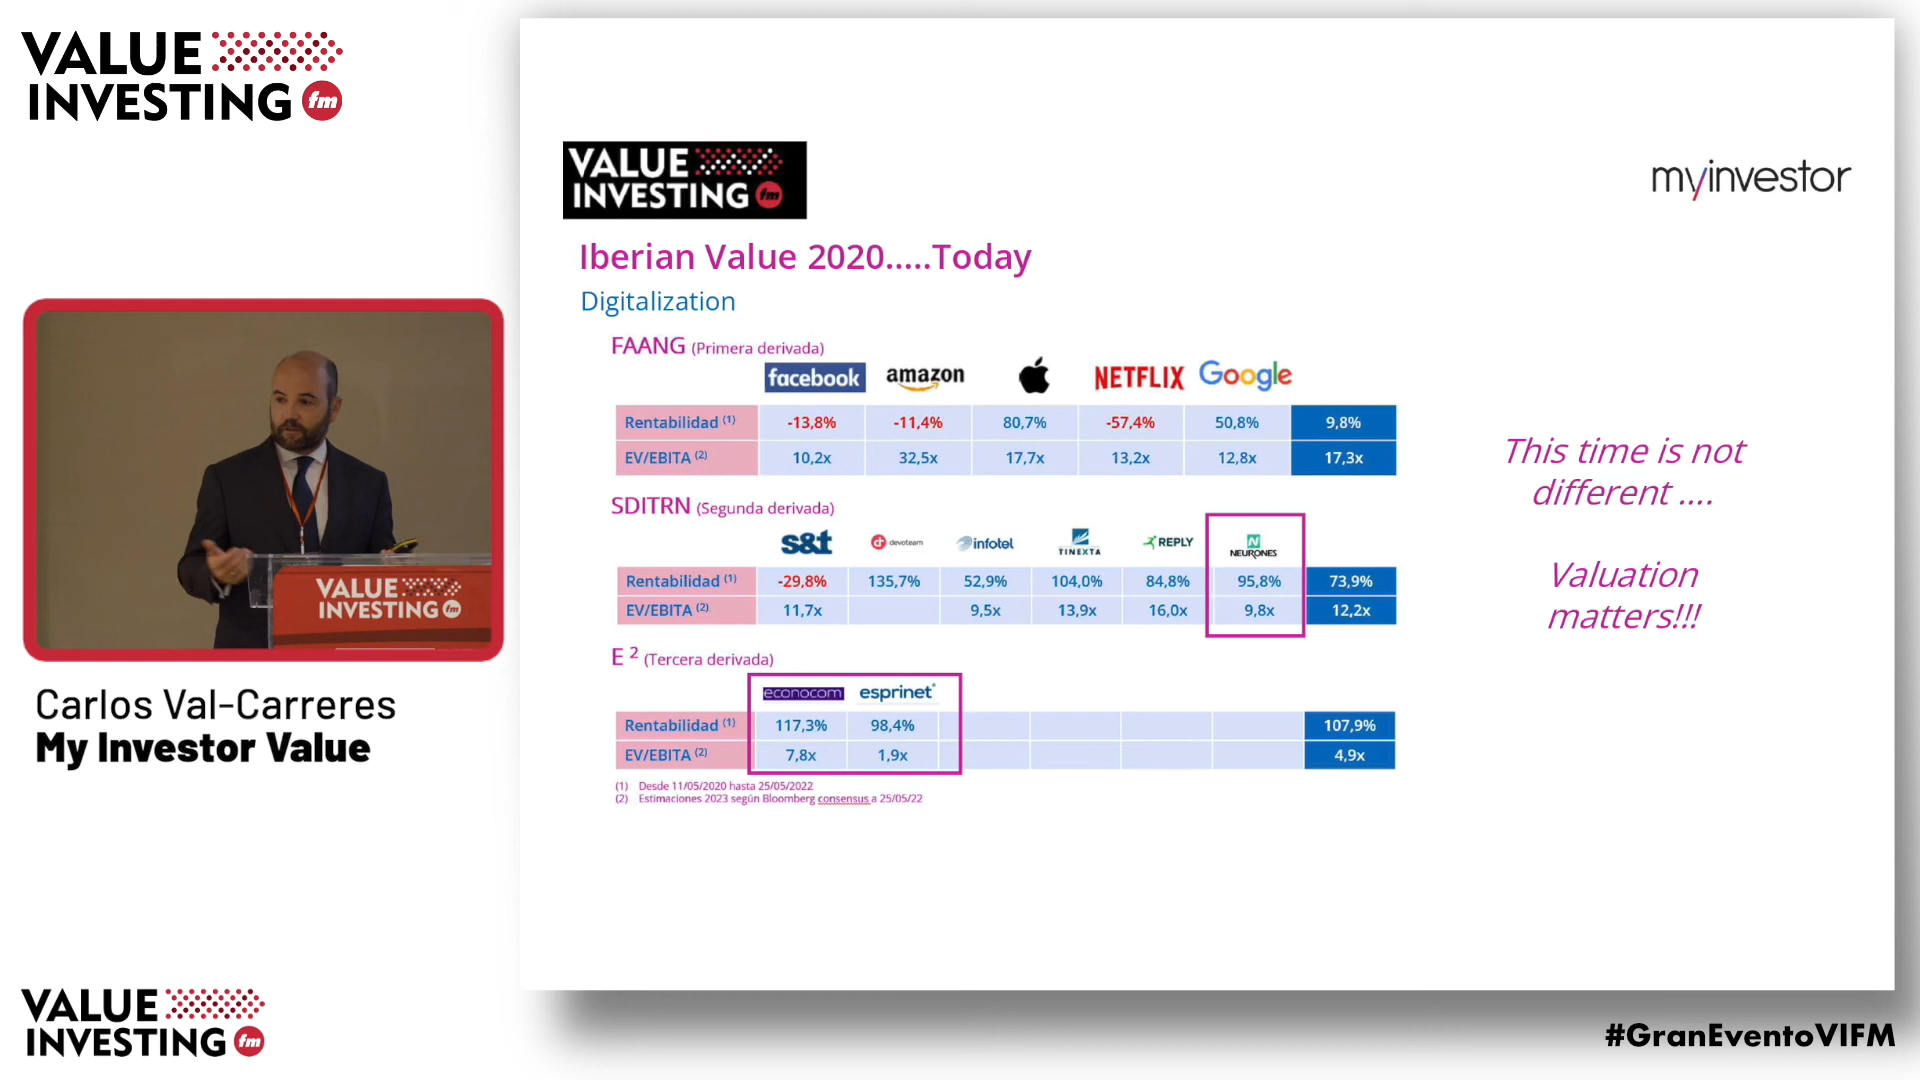 VALUE
INVESTING fm
VALUE
INVESTING fm
Carlos Val-Carreres
My Investor Value
VALUE
INVESTING fm
VALUE
INVESTING fm
myinvestor
Iberian Value 2020.....Today
Digitalization
FAANG (Primera derivada)
facebook amazon NETFLIX Google
Rentabilidad (1) -13,8% -11,4% 80,7% -57,4% 50,8% 9,8%
EV/EBITA (2) 10,2x 32,5x 17,7x 13,2x 12,8x 17,3x
SDITRN (Segunda derivada)
s&t devoteam infotel TINEXTA REPLY NEURONES
Rentabilidad (1) -29,8% 135,7% 52,9% 104,0% 84,8% 95,8% 73,9%
EV/EBITA (2) 11,7x 9,5x 13,9x 16,0x 9,8x 12,2x
E 2 (Tercera derivada)
econocom esprinet
Rentabilidad (1) 117,3% 98,4% 107,9%
EV/EBITA (2) 7,8x 1,9x 4,9x
(1) Desde 11/05/2020 hasta 25/05/2022
(2) Estimaciones 2023 según Bloomberg consensus a 25/05/22
This time is not
different ....
Valuation
matters!!!
#GranEventoVIFM